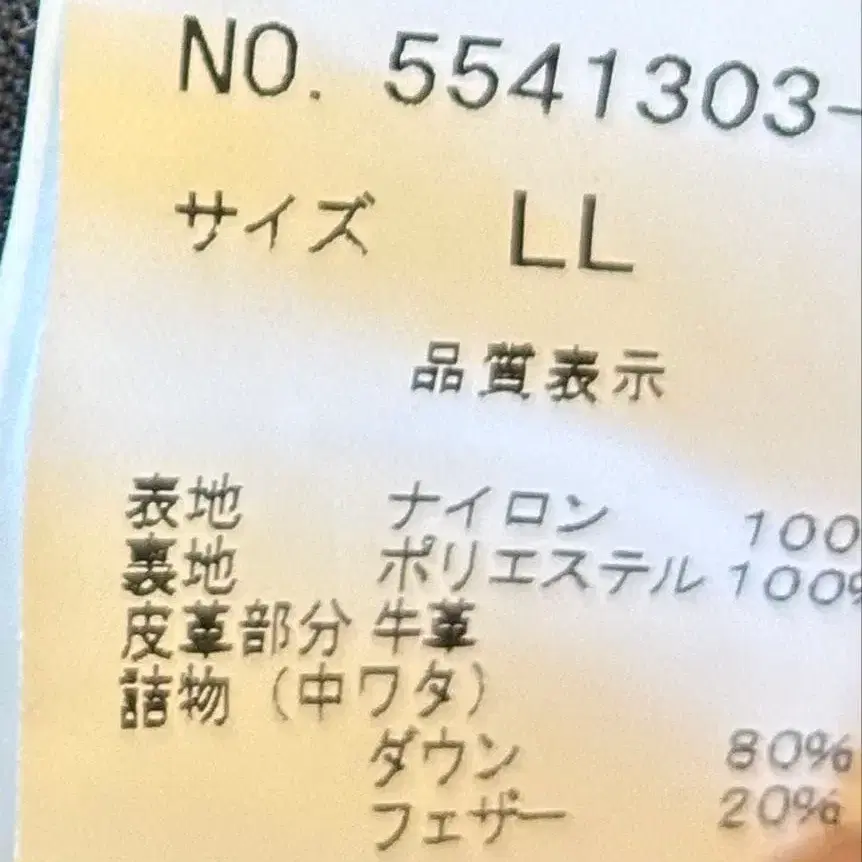 NO. 5541303-
サイズ LL
品質表示
表地 ナイロン 100
裏地 ポリエステル 100%
皮革部分 牛革
詰物 (中ワタ)
ダウン 80%
フェザー 20%